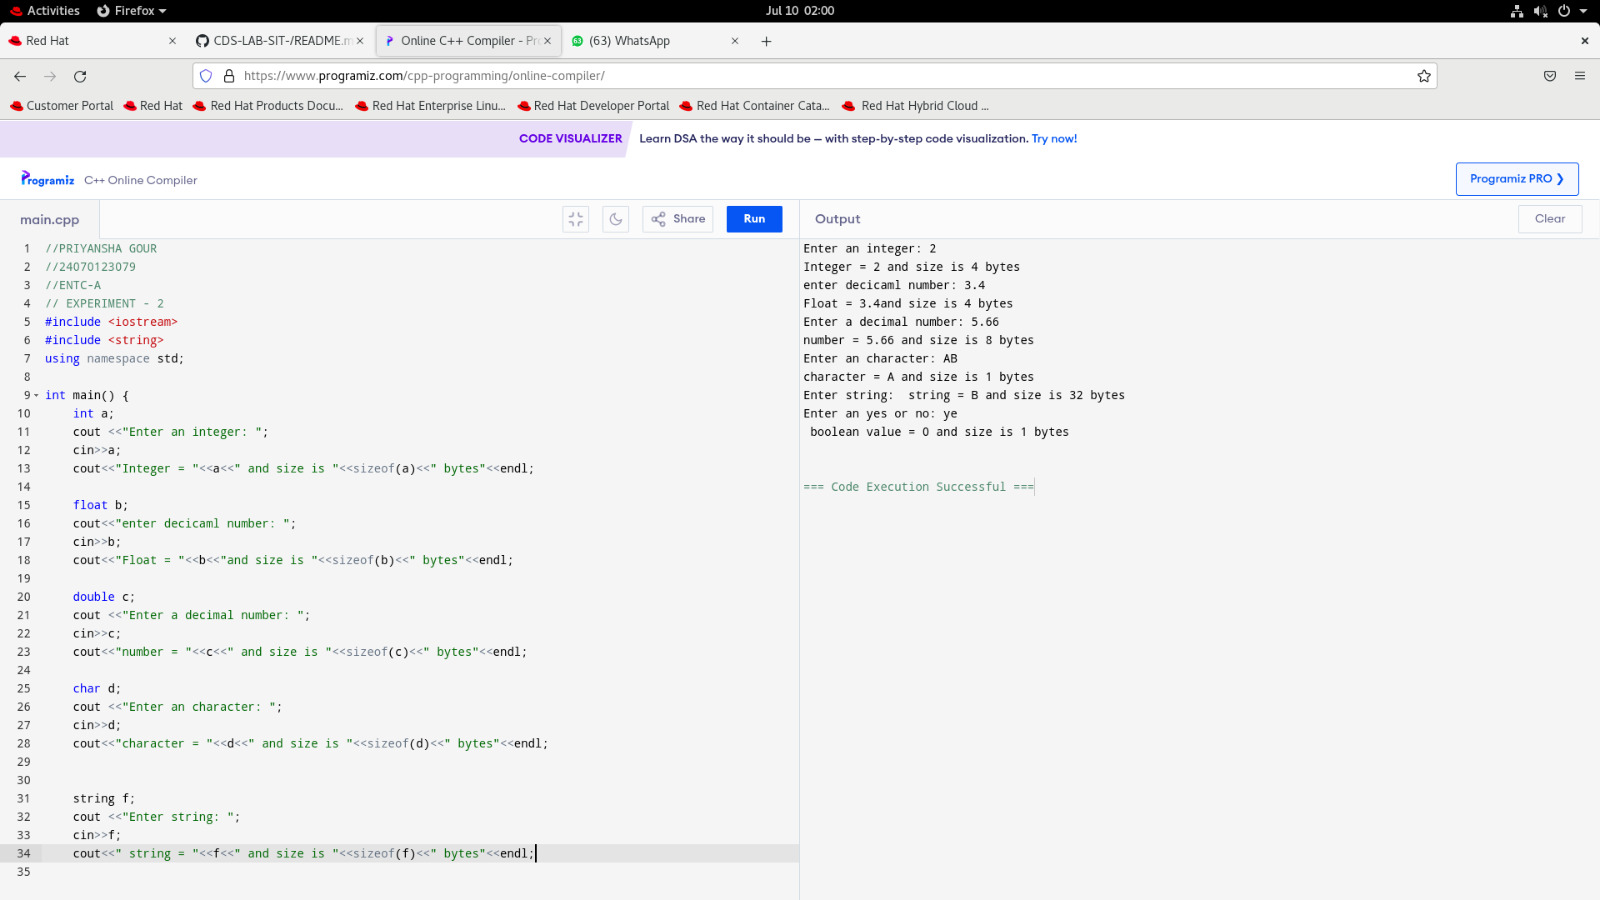 Activities Firefox Jul 10 02:00
Red Hat CDS-LAB-SIT-/README.m Online C++ Compiler - Pro (63) WhatsApp
https://www.programiz.com/cpp-programming/online-compiler/
Customer Portal Red Hat Red Hat Products Docu... Red Hat Enterprise Linu... Red Hat Developer Portal Red Hat Container Cata... Red Hat Hybrid Cloud ...
CODE VISUALIZER Learn DSA the way it should be — with step-by-step code visualization. Try now!
Programiz C++ Online Compiler Programiz PRO ❯
main.cpp Share Run
1 //PRIYANSHA GOUR
2 //24070123079
3 //ENTC-A
4 // EXPERIMENT - 2
5 #include <iostream>
6 #include <string>
7 using namespace std;
8
9 int main() {
10 int a;
11 cout <<"Enter an integer: ";
12 cin>>a;
13 cout<<"Integer = "<<a<<" and size is "<<sizeof(a)<<" bytes"<<endl;
14
15 float b;
16 cout<<"enter decicaml number: ";
17 cin>>b;
18 cout<<"Float = "<<b<<"and size is "<<sizeof(b)<<" bytes"<<endl;
19
20 double c;
21 cout <<"Enter a decimal number: ";
22 cin>>c;
23 cout<<"number = "<<c<<" and size is "<<sizeof(c)<<" bytes"<<endl;
24
25 char d;
26 cout <<"Enter an character: ";
27 cin>>d;
28 cout<<"character = "<<d<<" and size is "<<sizeof(d)<<" bytes"<<endl;
29
30
31 string f;
32 cout <<"Enter string: ";
33 cin>>f;
34 cout<<" string = "<<f<<" and size is "<<sizeof(f)<<" bytes"<<endl;
35
Output Clear
Enter an integer: 2
Integer = 2 and size is 4 bytes
enter decicaml number: 3.4
Float = 3.4and size is 4 bytes
Enter a decimal number: 5.66
number = 5.66 and size is 8 bytes
Enter an character: AB
character = A and size is 1 bytes
Enter string:  string = B and size is 32 bytes
Enter an yes or no: ye
boolean value = 0 and size is 1 bytes
=== Code Execution Successful ===